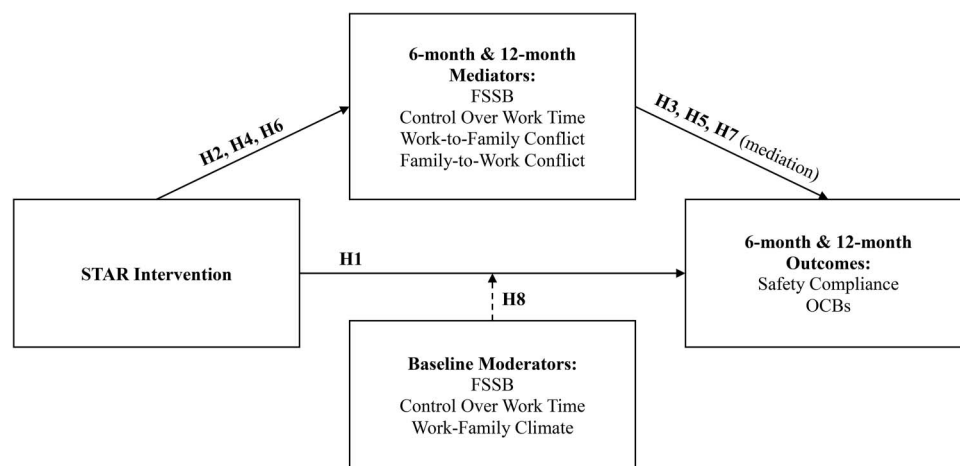 6-month & 12-month
Mediators:
FSSB
Control Over Work Time
Work-to-Family Conflict
Family-to-Work Conflict
H2, H4, H6
H3, H5, H7 (mediation)
STAR Intervention
H1
6-month & 12-month
Outcomes:
Safety Compliance
OCBs
H8
Baseline Moderators:
FSSB
Control Over Work Time
Work-Family Climate